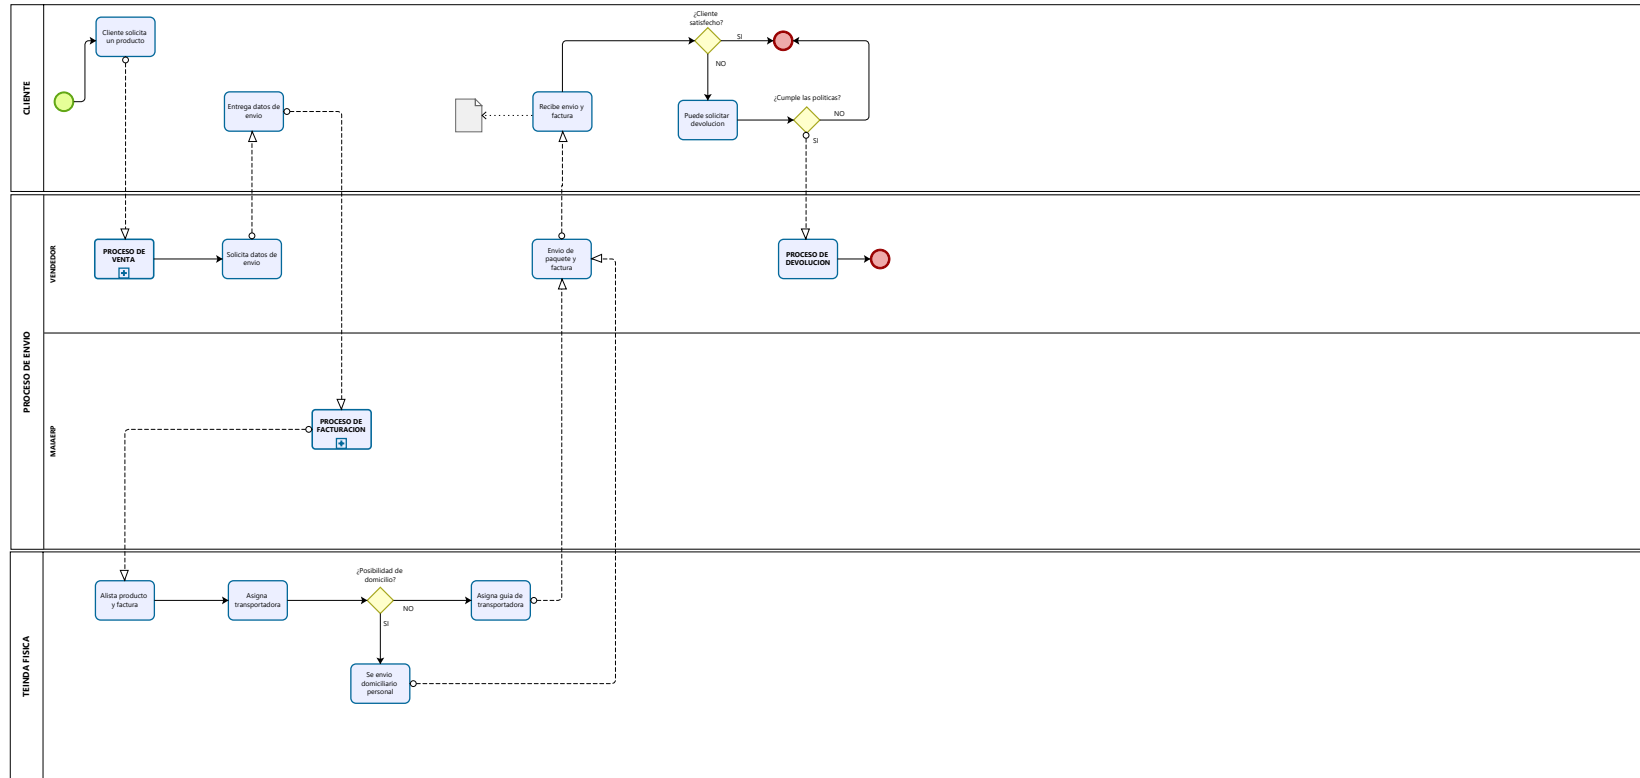 CLIENTE
Cliente solicita
un producto
Entrega datos de
envio
Recibe envio y
factura
¿Cliente
satisfecho?
SI
NO
Puede solicitar
devolucion
¿Cumple las politicas?
NO
SI
PROCESO DE ENVIO
VENDEDOR
PROCESO DE
VENTA
Solicita datos de
envio
Envio de
paquete y
factura
PROCESO DE
DEVOLUCION
MAIAERP
PROCESO DE
FACTURACION
TEINDA FISICA
Alista producto
y factura
Asigna
transportadora
¿Posibilidad de
domicilio?
NO
SI
Asigna guia de
transportadora
Se envio
domiciliario
personal